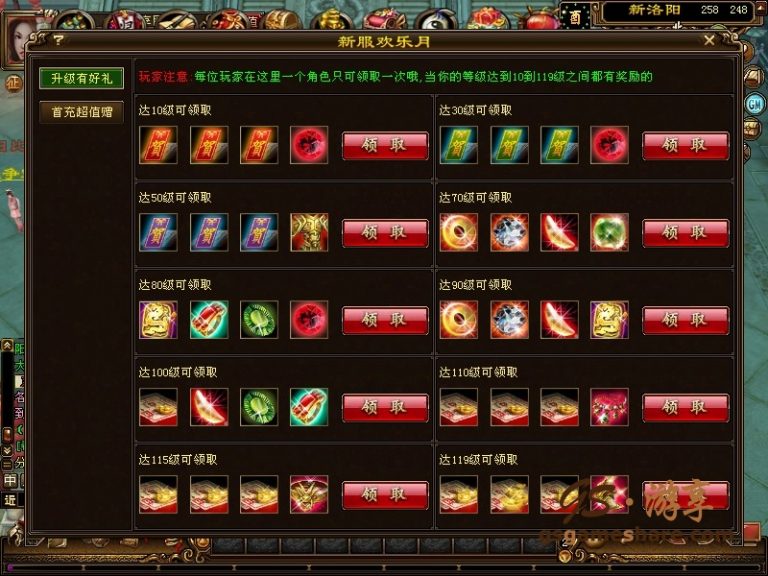 新洛阳 258 248
酉
?
新服欢乐月
升级有好礼
首充超值赠
玩家注意:每位玩家在这里一个角色只可领取一次哦,当你的等级达到10到119级之间都有奖励的
达10级可领取
领取
达30级可领取
领取
达50级可领取
领取
达70级可领取
领取
达80级可领取
领取
达90级可领取
领取
达100级可领取
领取
达110级可领取
领取
达115级可领取
领取
达119级可领取
GM
甲
近
游享
gsgameshare.com